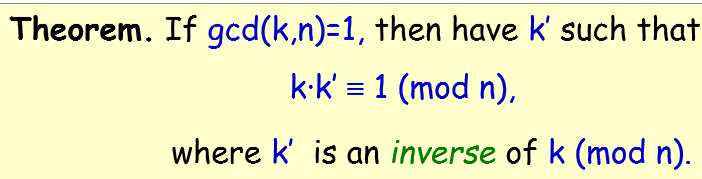 Theorem. If gcd(k,n)=1, then have k’ such that
k·k’ ≡ 1 (mod n),
where k’ is an inverse of k (mod n).